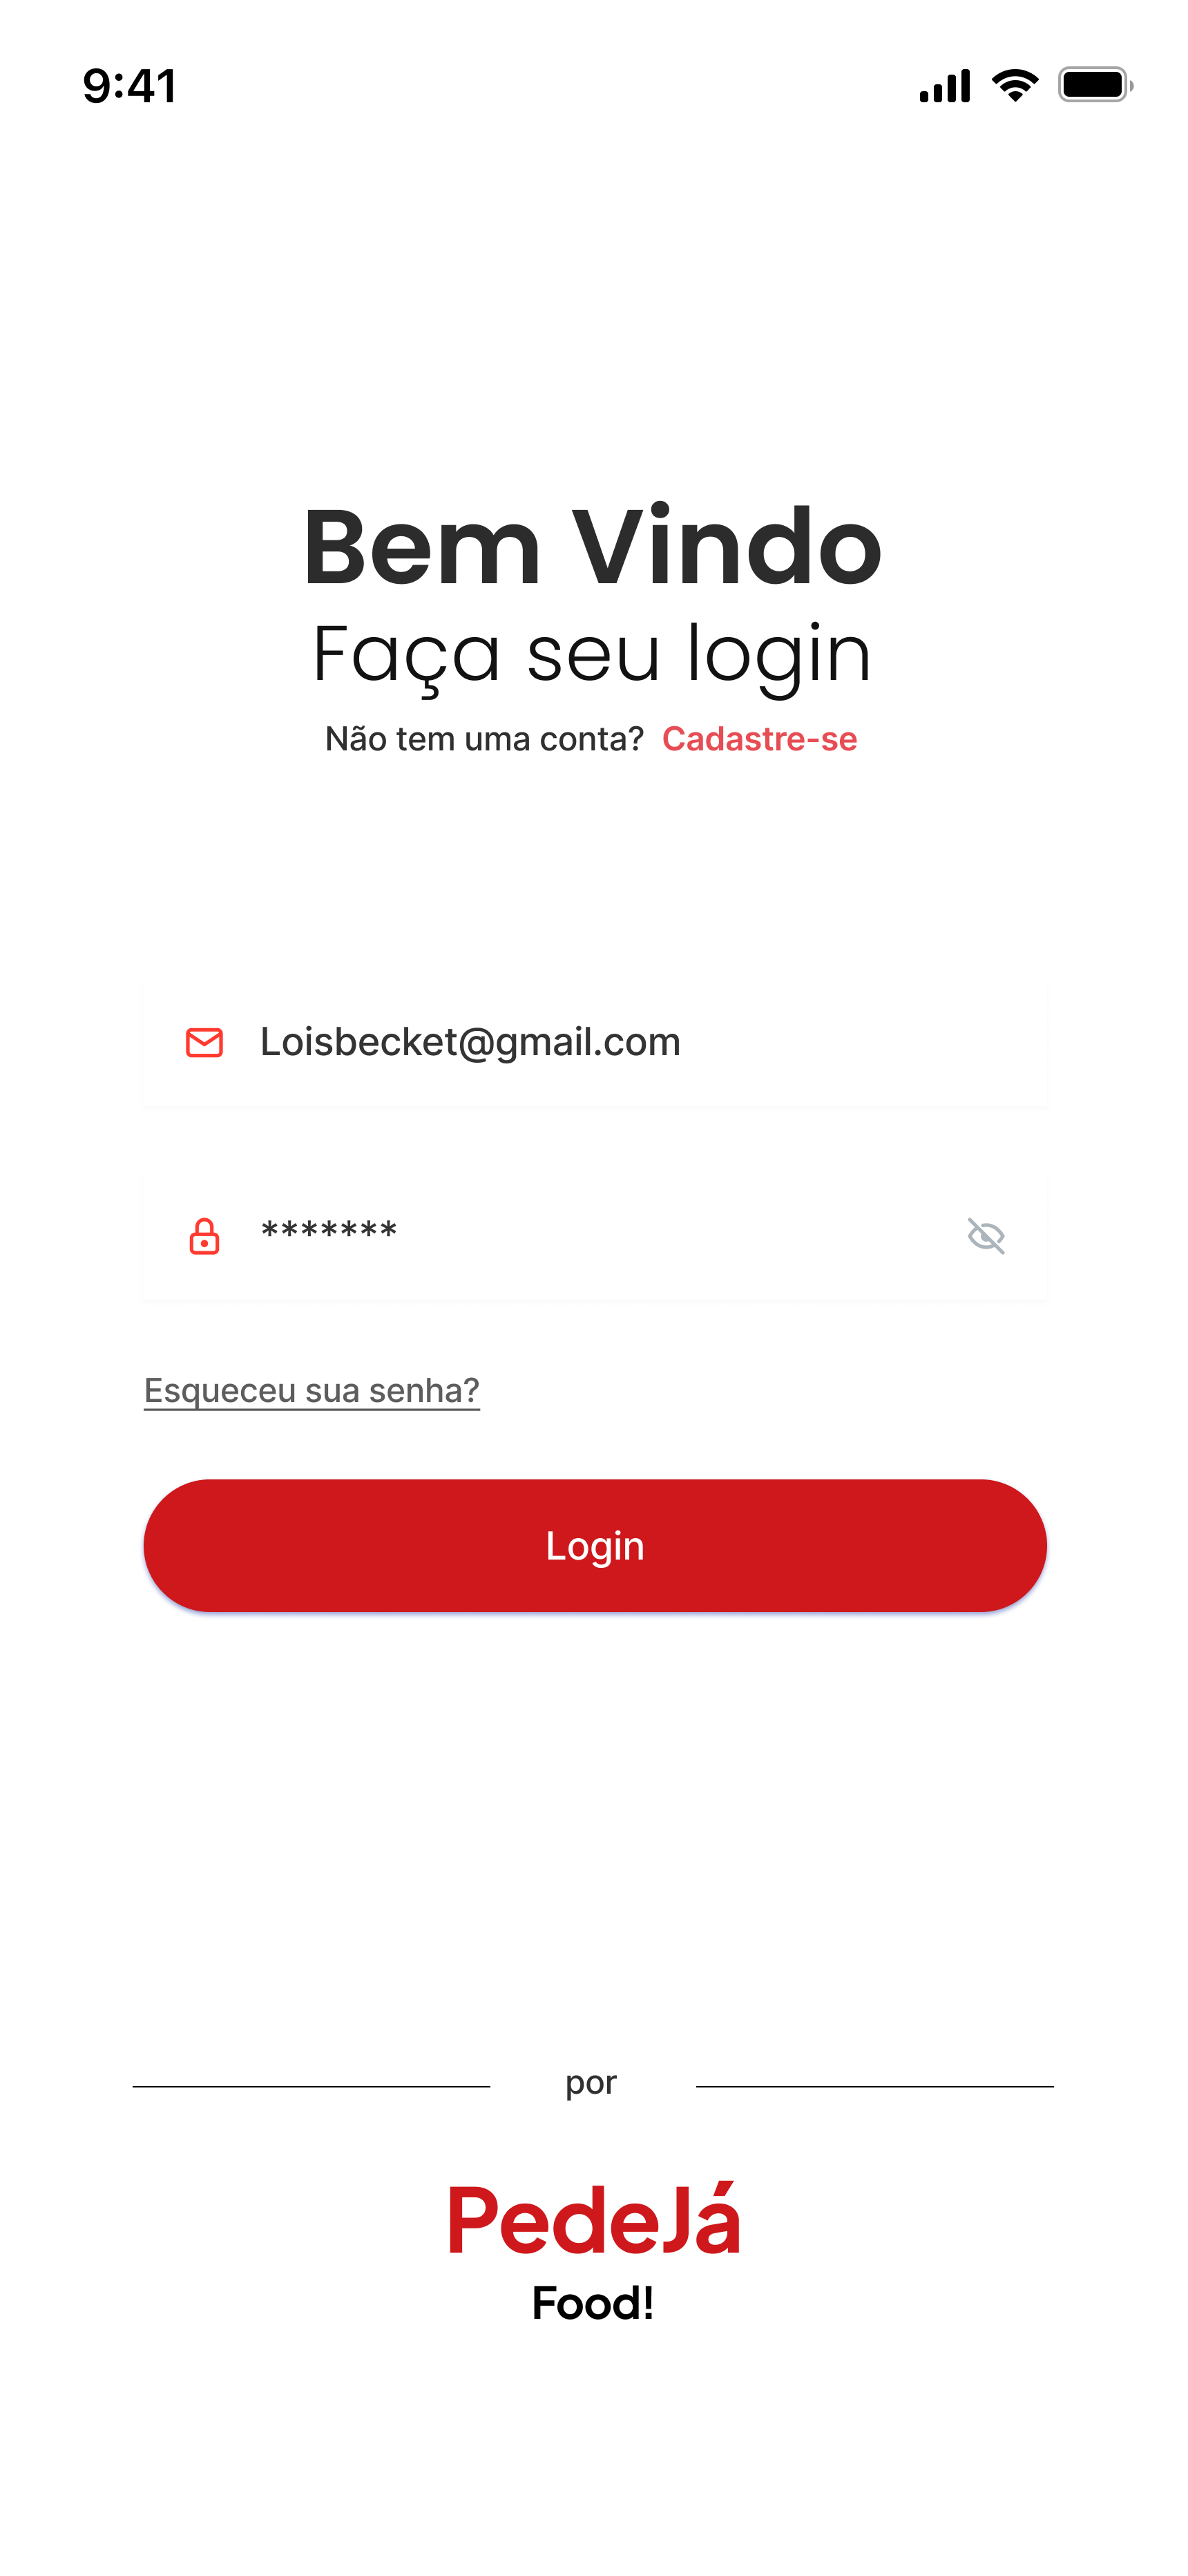 9:41
Bem Vindo
Faça seu login
Não tem uma conta? Cadastre-se
Loisbecket@gmail.com
*******
Esqueceu sua senha?
Login
por
PedeJá
Food!